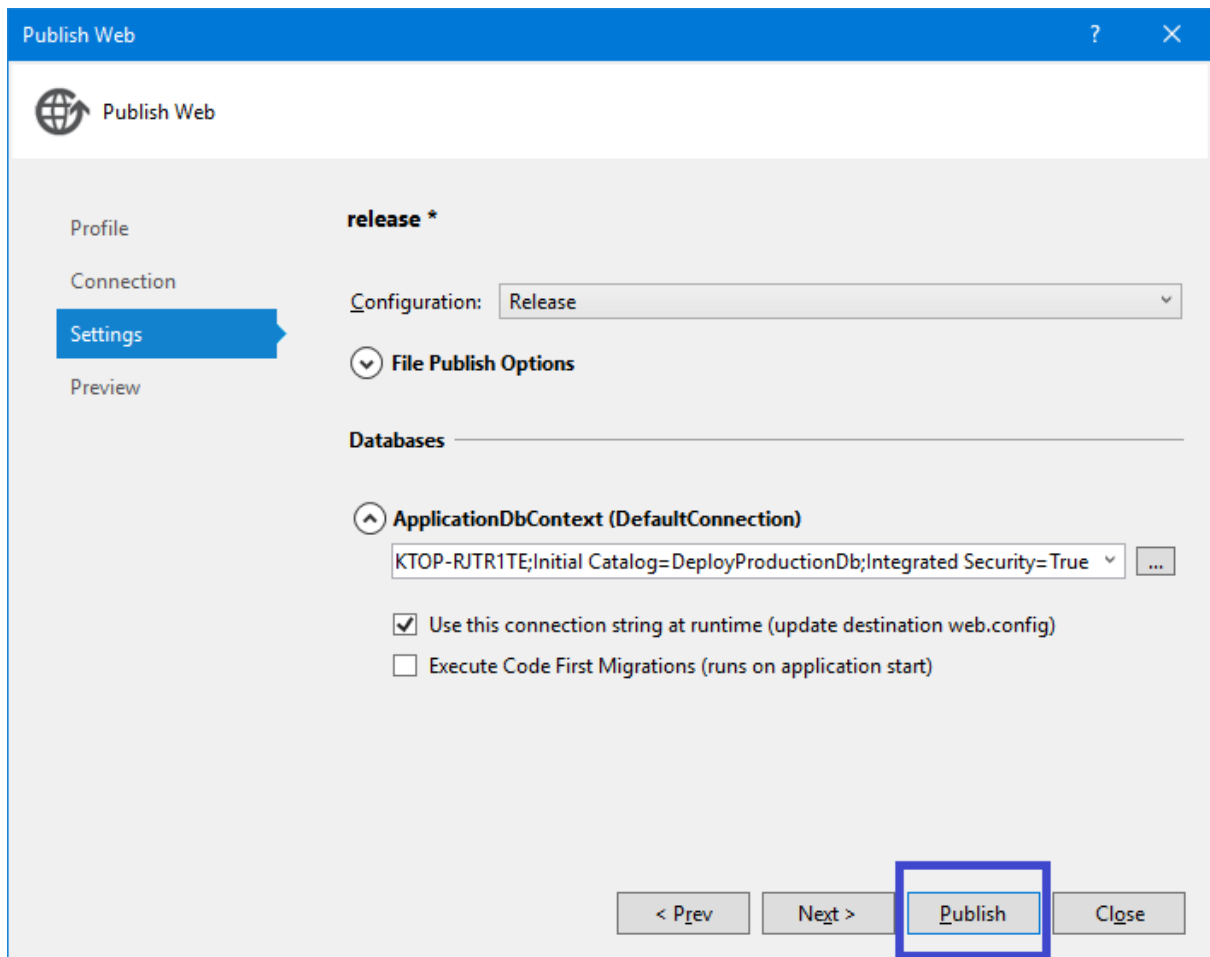 Publish Web
?
Publish Web
Profile
Connection
Settings
Preview
release *
Configuration: Release
File Publish Options
Databases
ApplicationDbContext (DefaultConnection)
KTOP-RJTR1TE;Initial Catalog=DeployProductionDb;Integrated Security=True
...
Use this connection string at runtime (update destination web.config)
Execute Code First Migrations (runs on application start)
< Prev Next > Publish Close